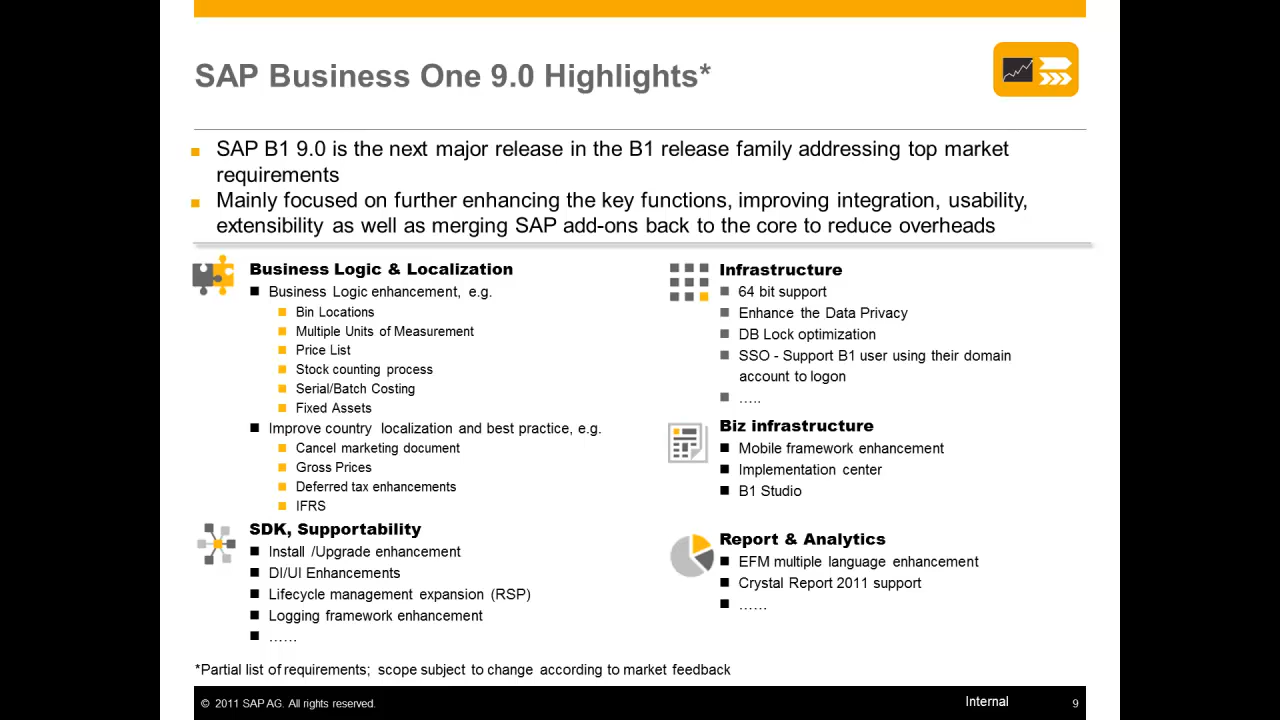 SAP Business One 9.0 Highlights*
SAP B1 9.0 is the next major release in the B1 release family addressing top market
requirements
Mainly focused on further enhancing the key functions, improving integration, usability,
extensibility as well as merging SAP add-ons back to the core to reduce overheads
Business Logic & Localization
Business Logic enhancement, e.g.
Bin Locations
Multiple Units of Measurement
Price List
Stock counting process
Serial/Batch Costing
Fixed Assets
Improve country localization and best practice, e.g.
Cancel marketing document
Gross Prices
Deferred tax enhancements
IFRS
SDK, Supportability
Install /Upgrade enhancement
DI/UI Enhancements
Lifecycle management expansion (RSP)
Logging framework enhancement
……
Infrastructure
64 bit support
Enhance the Data Privacy
DB Lock optimization
SSO - Support B1 user using their domain
account to logon
…..
Biz infrastructure
Mobile framework enhancement
Implementation center
B1 Studio
Report & Analytics
EFM multiple language enhancement
Crystal Report 2011 support
……
*Partial list of requirements; scope subject to change according to market feedback
© 2011 SAP AG. All rights reserved.
Internal
9